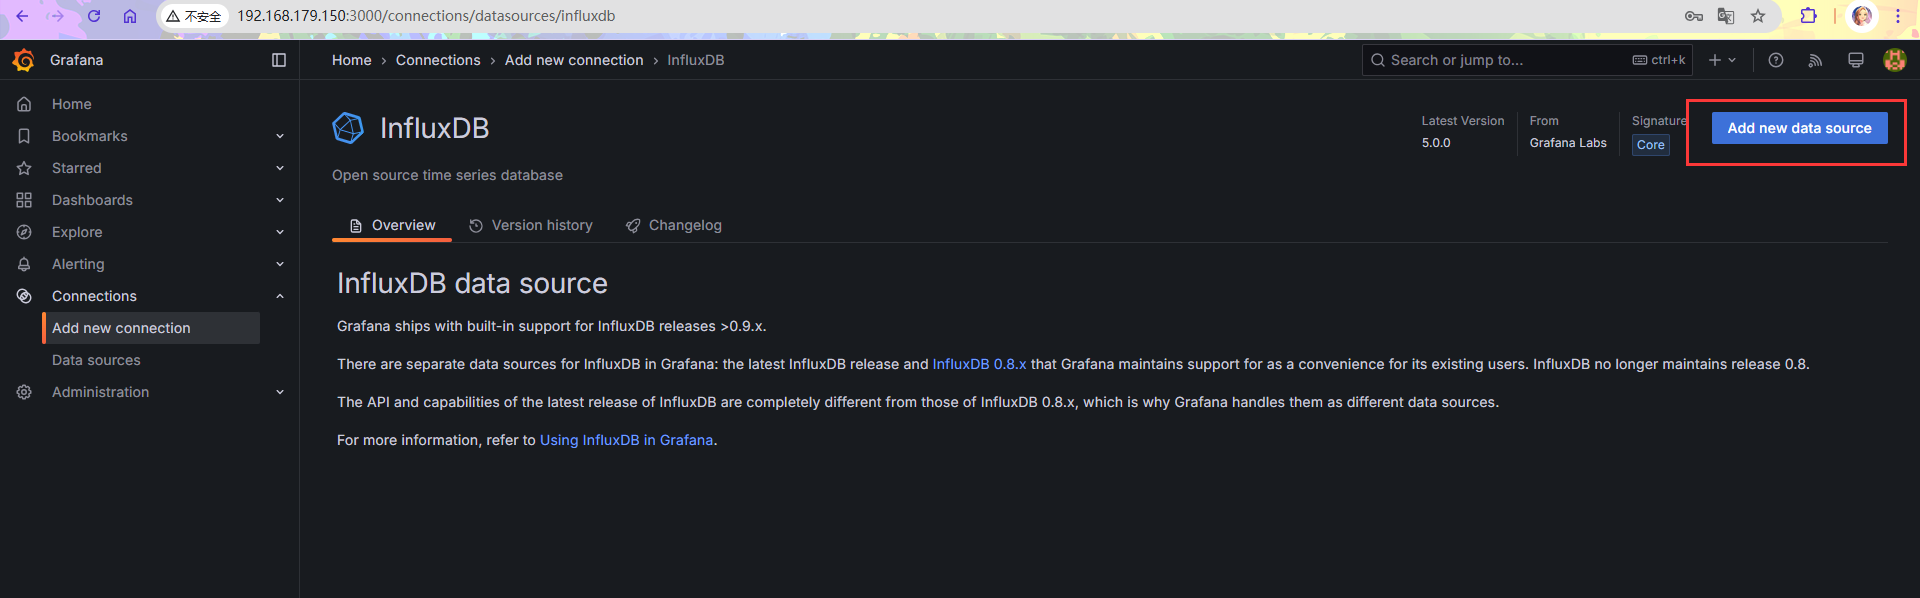 不安全 192.168.179.150:3000/connections/datasources/influxdb
Grafana
Home › Connections › Add new connection › InfluxDB
Search or jump to... ctrl+k
Home
Bookmarks
Starred
Dashboards
Explore
Alerting
Connections
Add new connection
Data sources
Administration
InfluxDB
Open source time series database
Latest Version
5.0.0
From
Grafana Labs
Signature
Core
Add new data source
Overview Version history Changelog
InfluxDB data source
Grafana ships with built-in support for InfluxDB releases >0.9.x.
There are separate data sources for InfluxDB in Grafana: the latest InfluxDB release and InfluxDB 0.8.x that Grafana maintains support for as a convenience for its existing users. InfluxDB no longer maintains release 0.8.
The API and capabilities of the latest release of InfluxDB are completely different from those of InfluxDB 0.8.x, which is why Grafana handles them as different data sources.
For more information, refer to Using InfluxDB in Grafana.